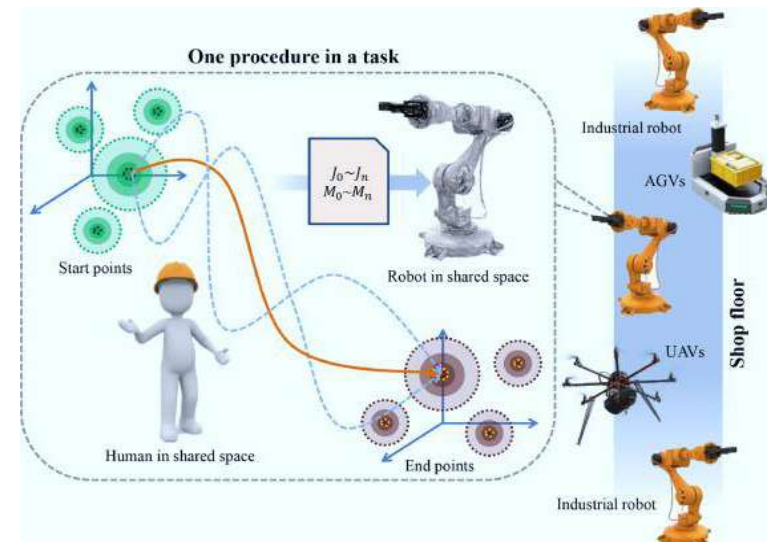 One procedure in a task
Start points
J₀~Jₙ
M₀~Mₙ
Robot in shared space
Human in shared space
End points
Industrial robot
AGVs
Shop floor
UAVs
Industrial robot